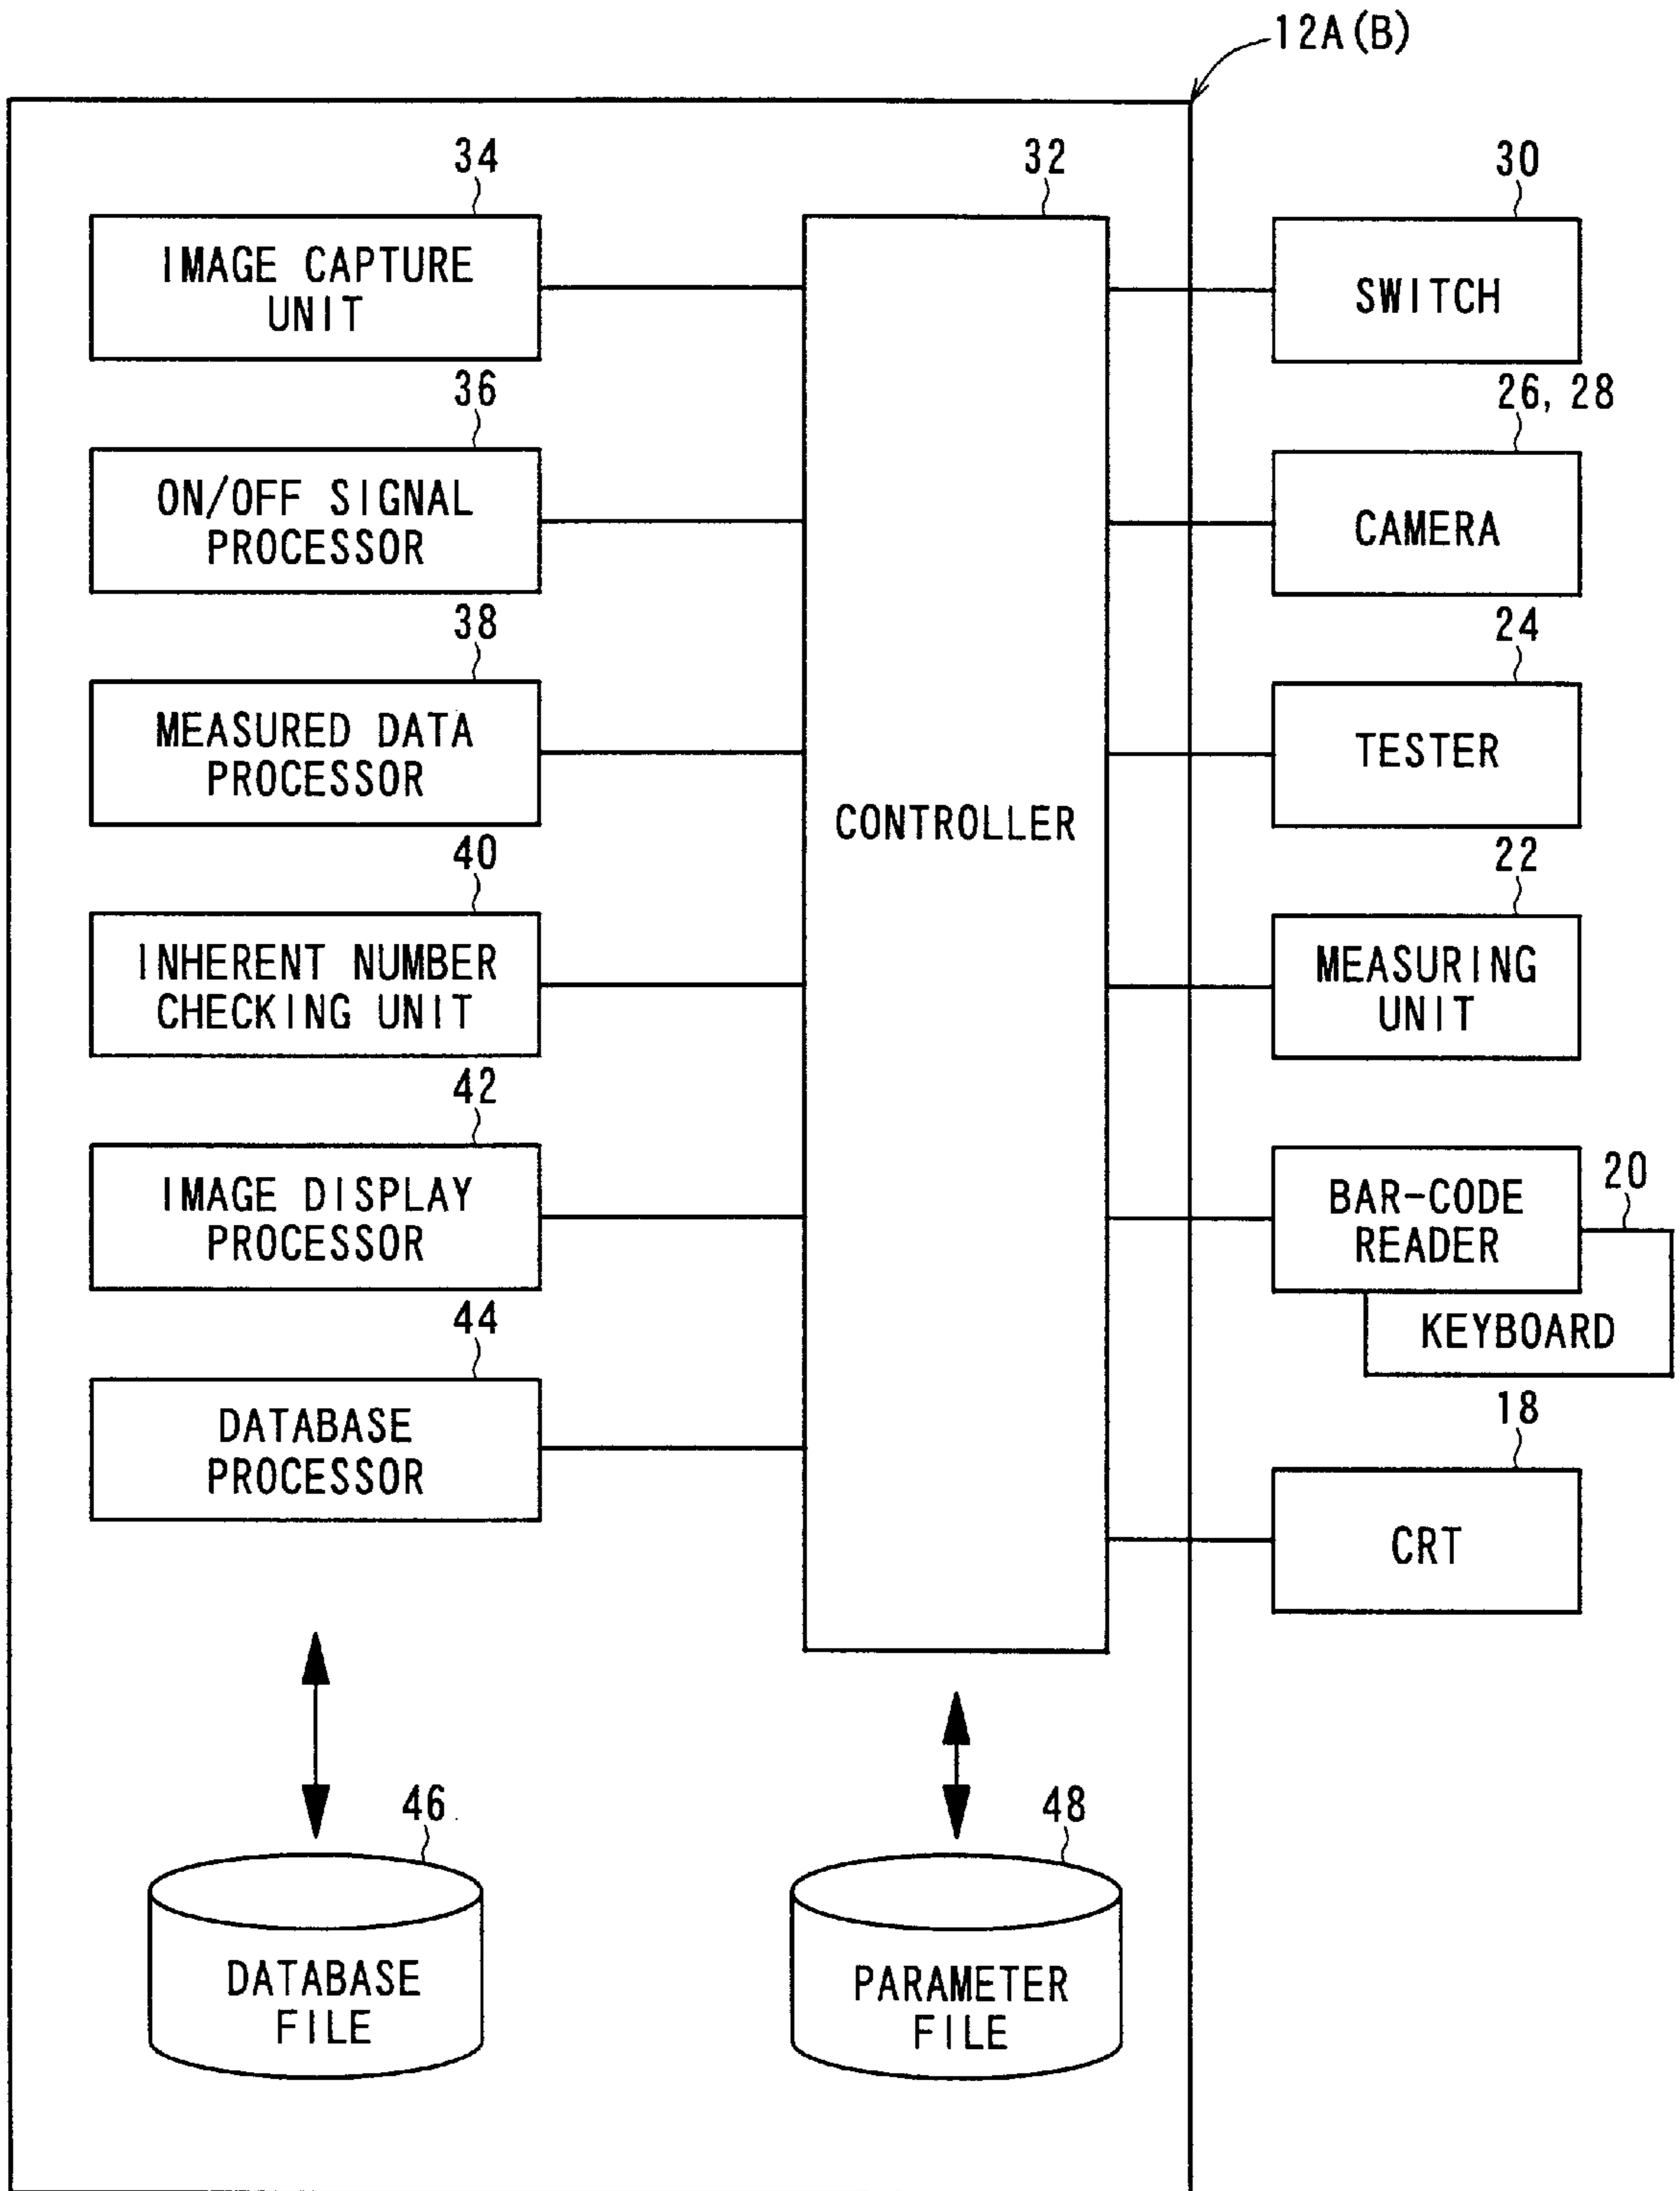 12A(B)
34
32
30
IMAGE CAPTURE
UNIT
SWITCH
36
26, 28
ON/OFF SIGNAL
PROCESSOR
CAMERA
38
24
MEASURED DATA
PROCESSOR
TESTER
CONTROLLER
40
22
INHERENT NUMBER
CHECKING UNIT
MEASURING
UNIT
42
20
IMAGE DISPLAY
PROCESSOR
BAR-CODE
READER
KEYBOARD
44
18
DATABASE
PROCESSOR
CRT
46
48
DATABASE
FILE
PARAMETER
FILE